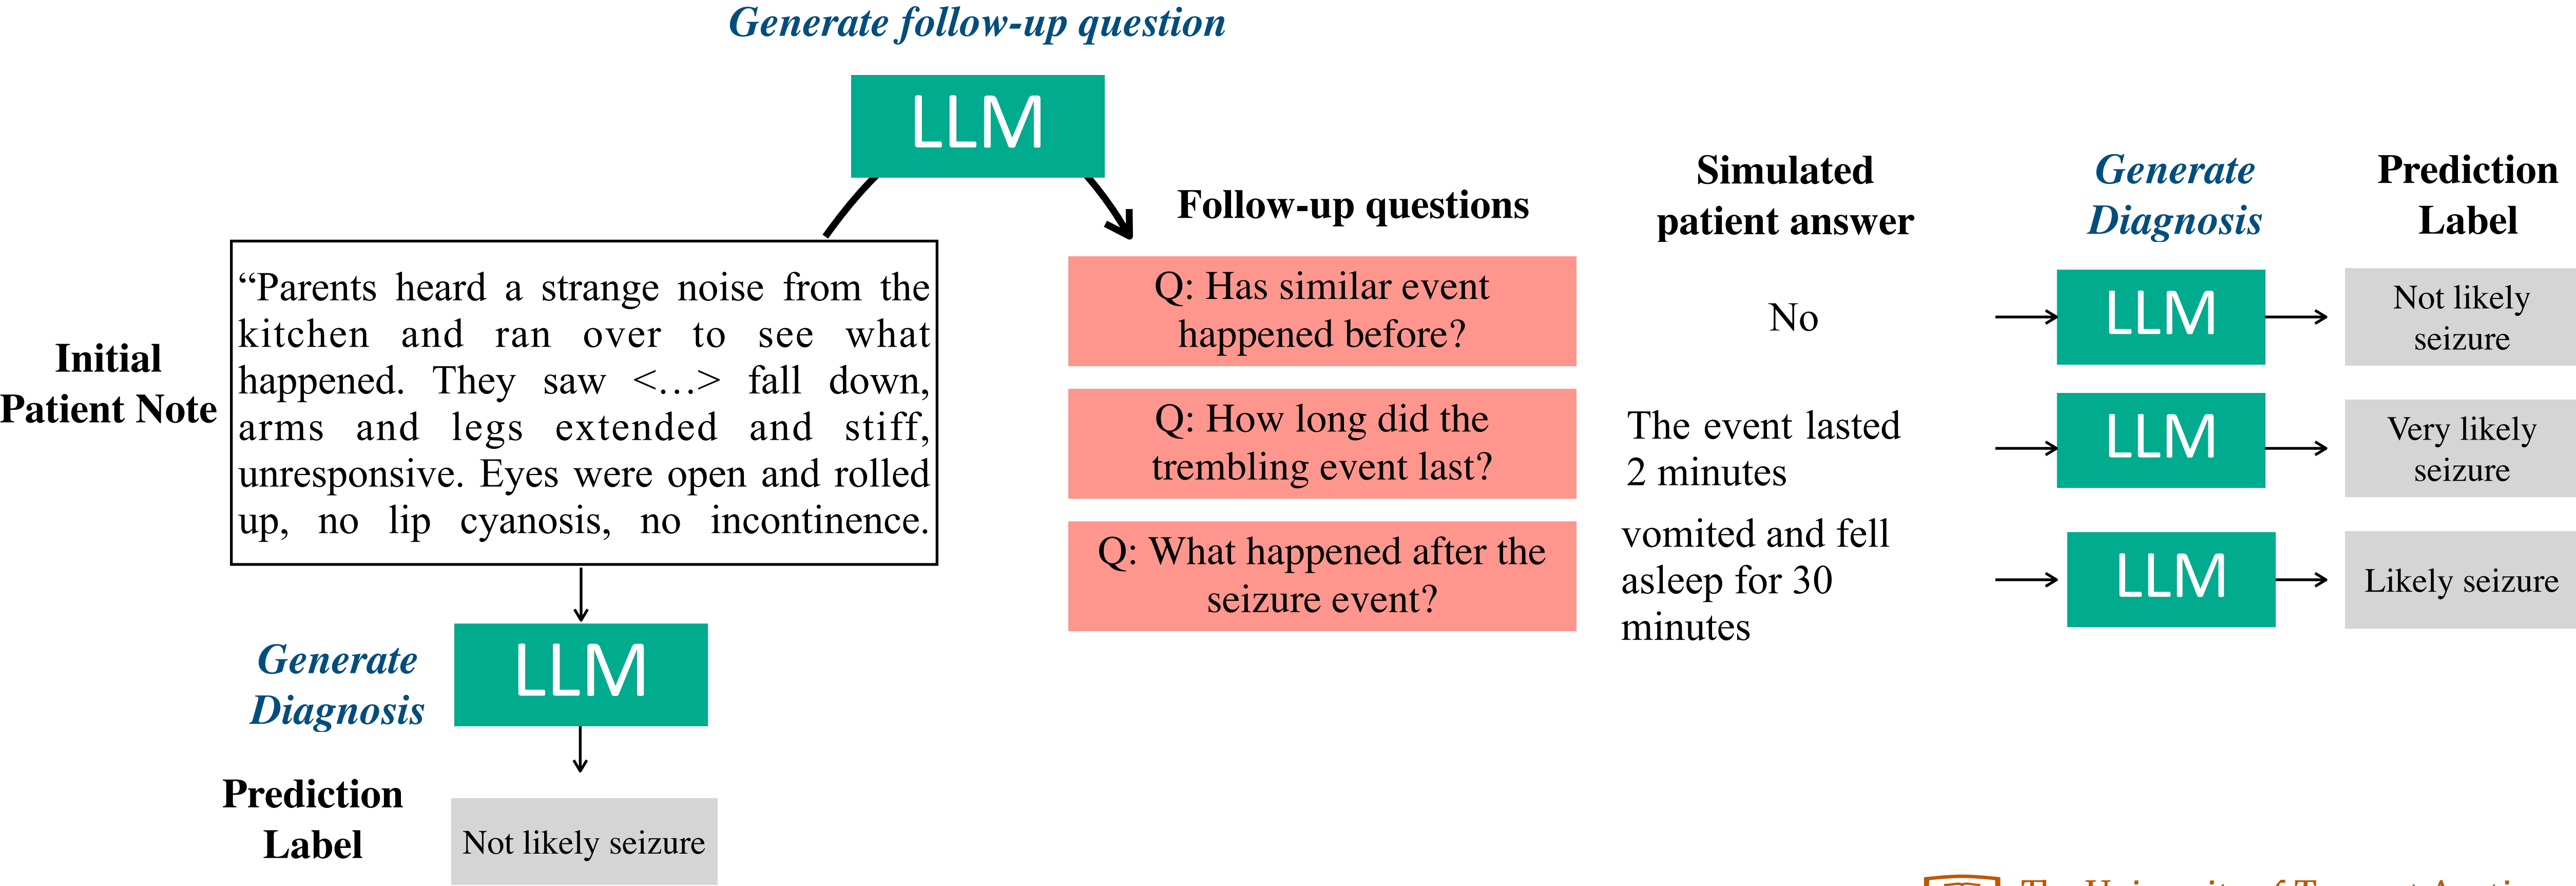 Generate follow-up question
LLM
Initial
Patient Note
“Parents heard a strange noise from the
kitchen and ran over to see what
happened. They saw <...> fall down,
arms and legs extended and stiff,
unresponsive. Eyes were open and rolled
up, no lip cyanosis, no incontinence.
Generate
Diagnosis
LLM
Prediction
Label
Not likely seizure
Follow-up questions
Q: Has similar event
happened before?
Q: How long did the
trembling event last?
Q: What happened after the
seizure event?
Simulated
patient answer
No
The event lasted
2 minutes
vomited and fell
asleep for 30
minutes
Generate
Diagnosis
LLM
LLM
LLM
Prediction
Label
Not likely
seizure
Very likely
seizure
Likely seizure